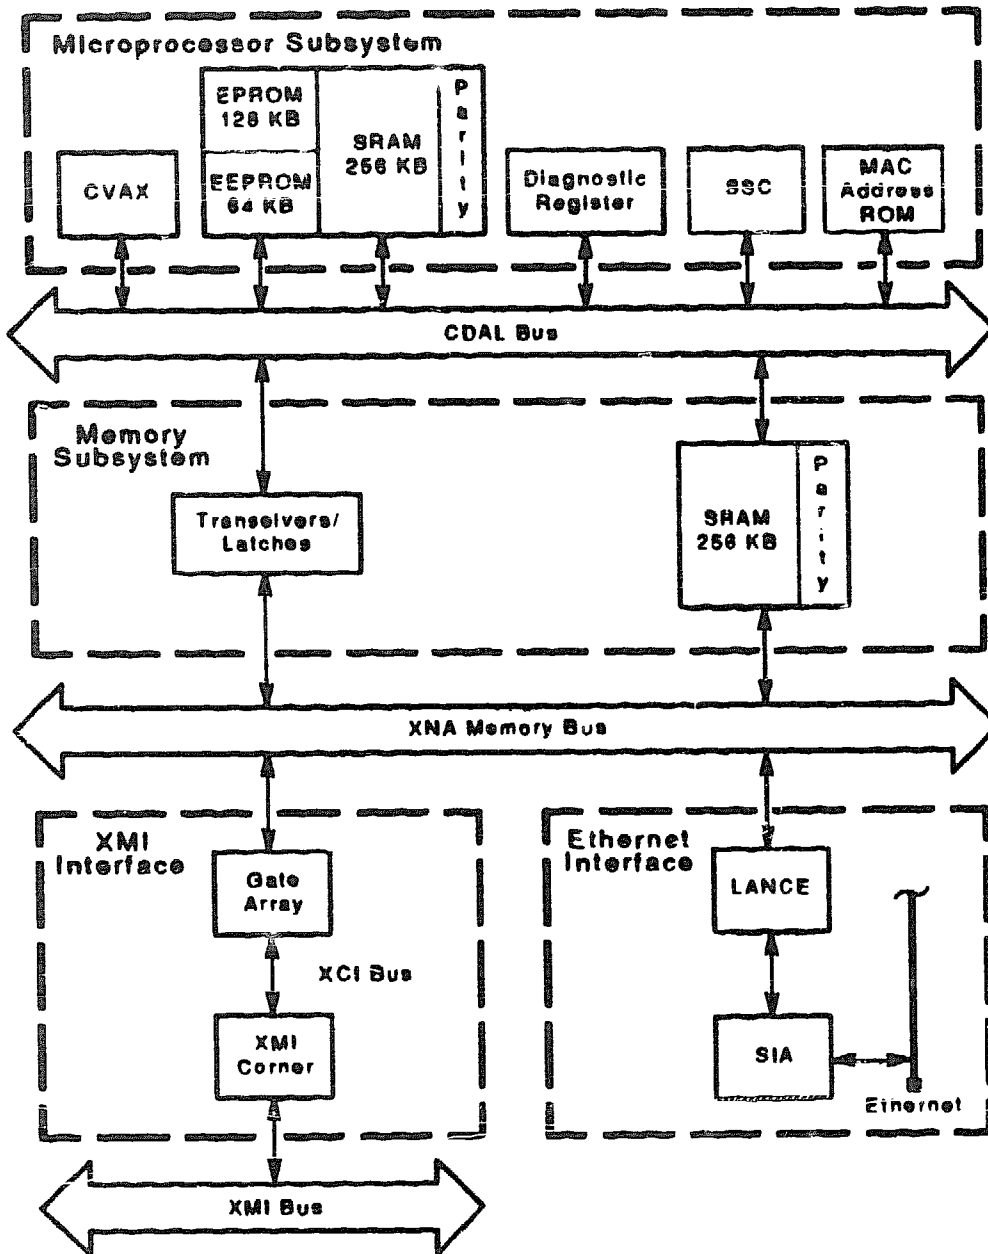 Microprocessor Subsystem
EPROM
128 KB
EEPROM
64 KB
SRAM
256 KB
Parity
CVAX
Diagnostic
Register
SSC
MAC
Address
ROM
CDAL Bus
Memory
Subsystem
Transeivers/
Latches
SRAM
256 KB
Parity
XNA Memory Bus
XMI
Interface
Gate
Array
XCI Bus
XMI
Corner
Ethernet
Interface
LANCE
SIA
Ethernet
XMI Bus